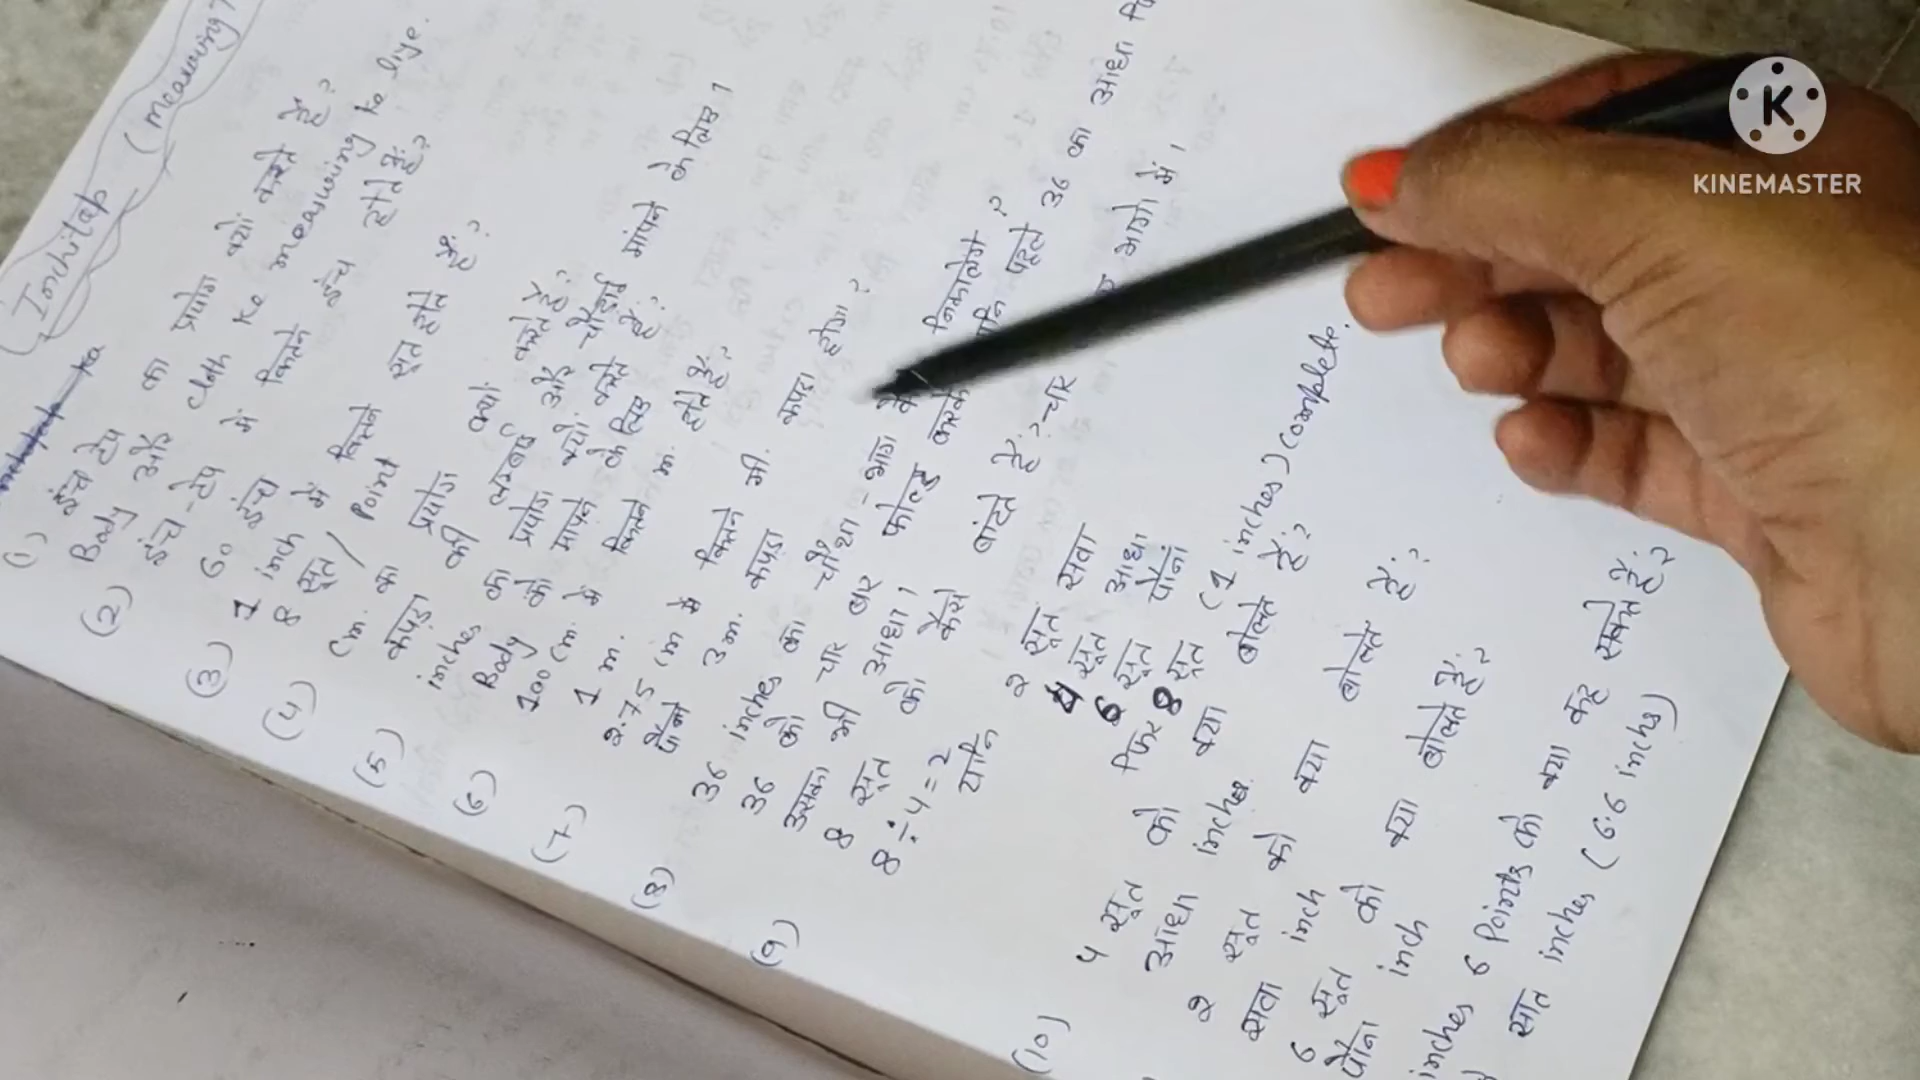 Inchitap (measuring
(1) इंच टेप का प्रयोग क्यों करते हैं?
Body और cloth ke measuring ke liye.
(2) इंच-टेप में कितने इंच होते हैं?
60 इंच
(3) 1 inch में कितने सूत होते हैं?
8 सूत / Point
(4) Cm. का प्रयोग क्यों करते हैं?
कपड़ा की लम्बाई और चौड़ाई मापने के लिए।
(5) inches का प्रयोग क्यों करते हैं?
Body को मापने के लिए
(6) 100 Cm. में कितने m. होते हैं?
1 m.
(7) 2.75 Cm में कितने मी. कपड़ा होगा?
पौने 3 m. कपड़ा
(8) 36 inches का चौथा-भाग कैसे निकालेंगे?
36 को चार बार फोल्ड करके यानि पहले 36 का आधा फि
उसका भी आधा।
(9) 8 सूत को कैसे बांटते हैं? चार भागो में।
8 ÷ 4 = 2
यानि 2 सूत सवा
4 सूत आधा
6 सूत पौना
फिर 8 सूत (1 inches) Complete.
(10) 4 सूत को क्या बोलते हैं?
आधा inches.
2 सूत को क्या बोलते हैं?
सवा inch
6 सूत को क्या बोलते हैं?
पौना inch
inches 6 Points को क्या कह सकते हैं?
सात inches (6.6 inchs)
KINEMASTER